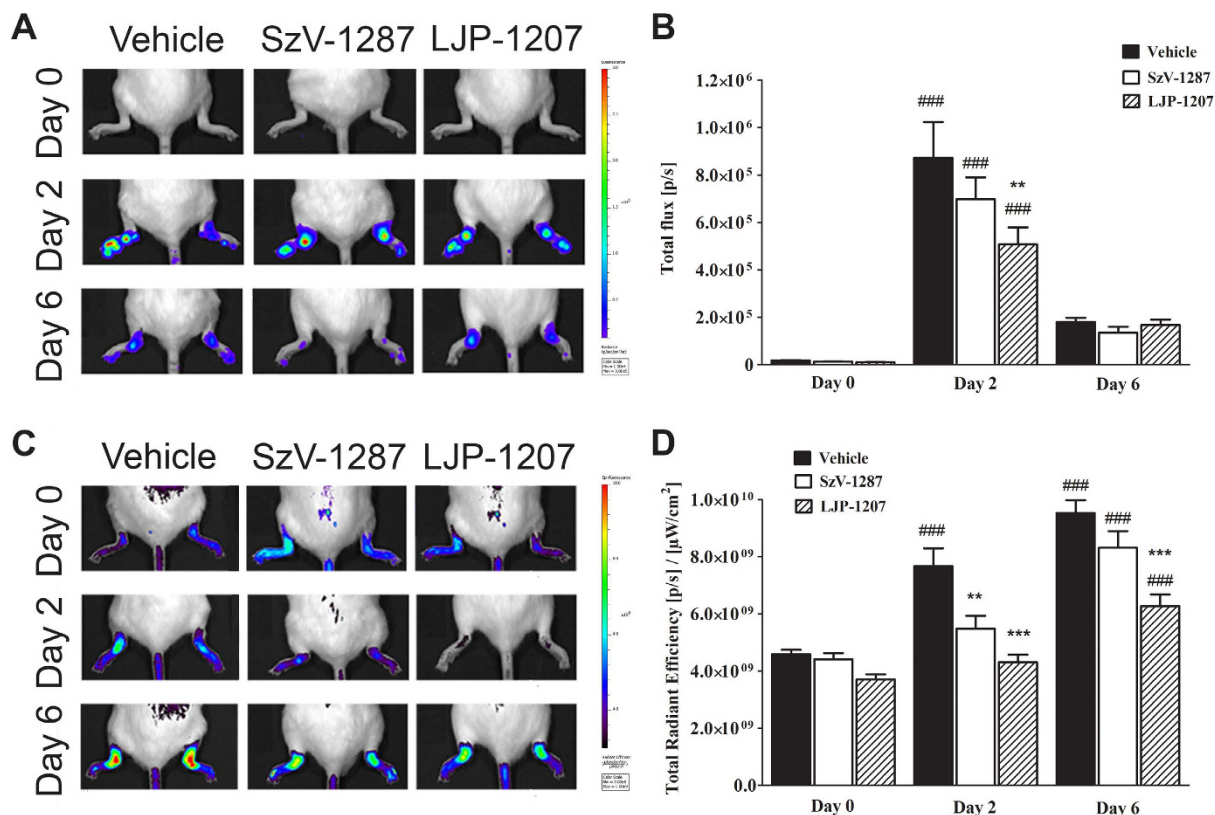 A
Vehicle SzV-1287 LJP-1207
Day 0
Day 2
Day 6
B
Vehicle
SzV-1287
LJP-1207
Total flux [p/s]
1.2×10⁶
1.0×10⁶
8.0×10⁵
6.0×10⁵
4.0×10⁵
2.0×10⁵
0
###
###
**
###
Day 0 Day 2 Day 6
C
Vehicle SzV-1287 LJP-1207
Day 0
Day 2
Day 6
D
Vehicle
SzV-1287
LJP-1207
Total Radiant Efficiency [p/s] / [µW/cm²]
1.0×10¹⁰
8.0×10⁰⁹
6.0×10⁰⁹
4.0×10⁰⁹
2.0×10⁰⁹
0.0
###
**
***
###
###
***
###
Day 0 Day 2 Day 6